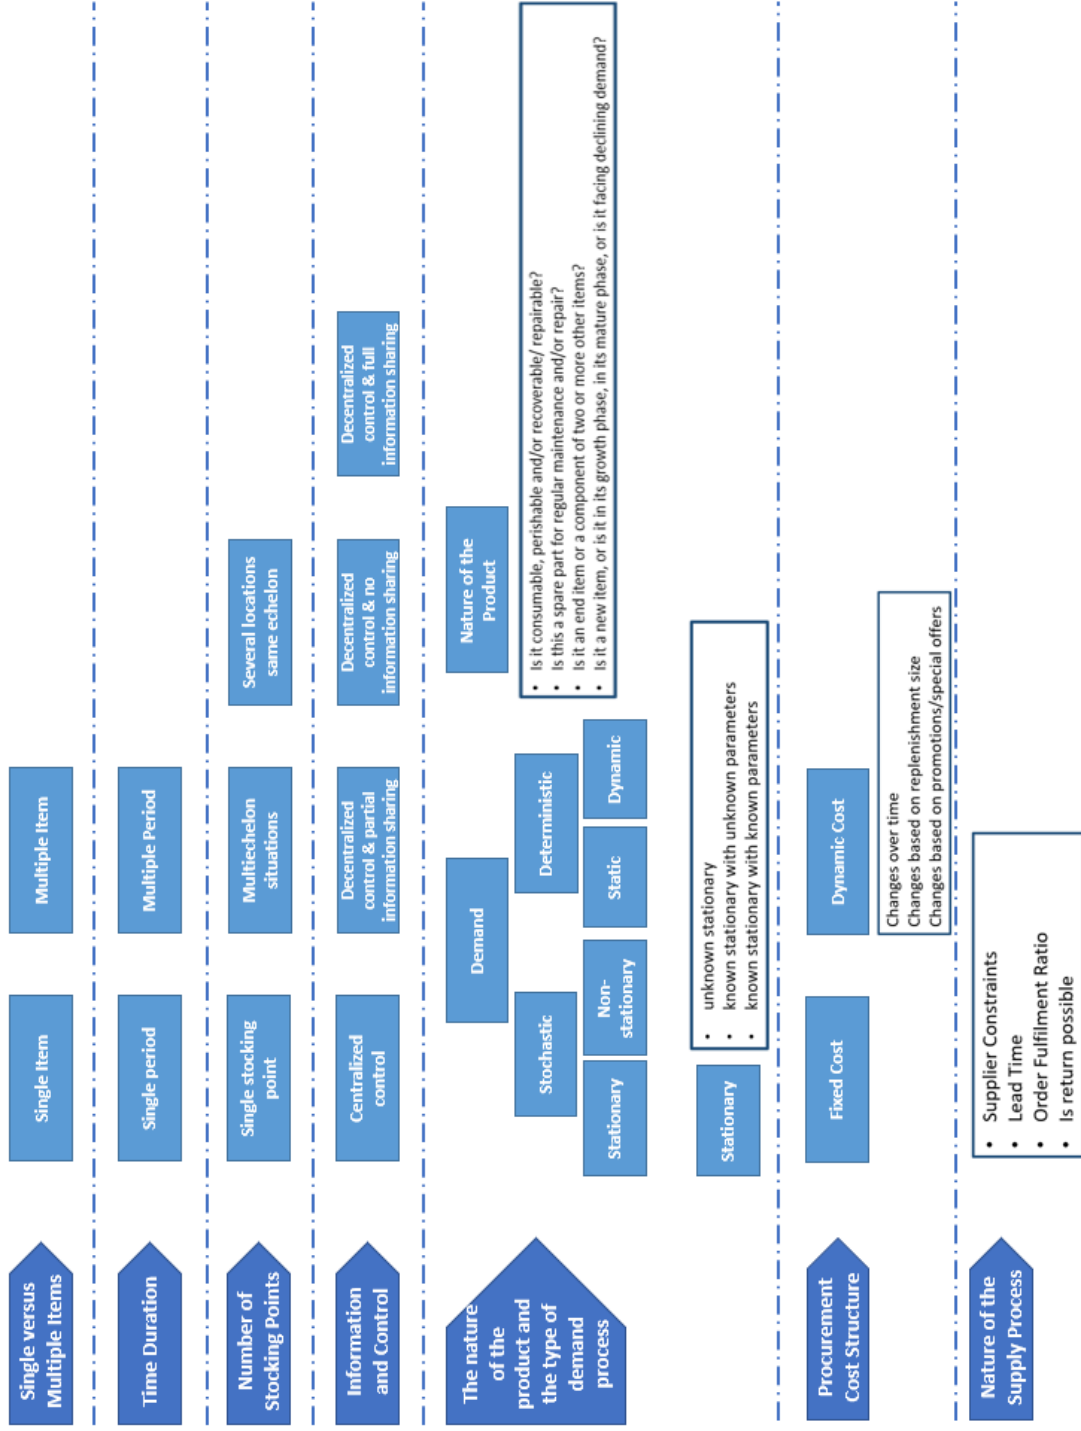 Single versus
Multiple Items
Single Item
Multiple Item
Time Duration
Single period
Multiple Period
Number of
Stocking Points
Single stocking
point
Multiechelon
situations
Several locations
same echelon
Information
and Control
Centralized
control
Decentralized
control & partial
information sharing
Decentralized
control & no
information sharing
Decentralized
control & full
information sharing
The nature
of the
product and
the type of
demand
process
Demand
Stochastic
Deterministic
Stationary
Non-
stationary
Static
Dynamic
Nature of the
Product
• Is it consumable, perishable and/or recoverable/ repairable?
• Is this a spare part for regular maintenance and/or repair?
• Is it an end item or a component of two or more other items?
• Is it a new item, or is it in its growth phase, in its mature phase, or is it facing declining demand?
Stationary
• unknown stationary
• known stationary with unknown parameters
• known stationary with known parameters
Procurement
Cost Structure
Fixed Cost
Dynamic Cost
Changes over time
Changes based on replenishment size
Changes based on promotions/special offers
Nature of the
Supply Process
• Supplier Constraints
• Lead Time
• Order Fulfilment Ratio
• Is return possible